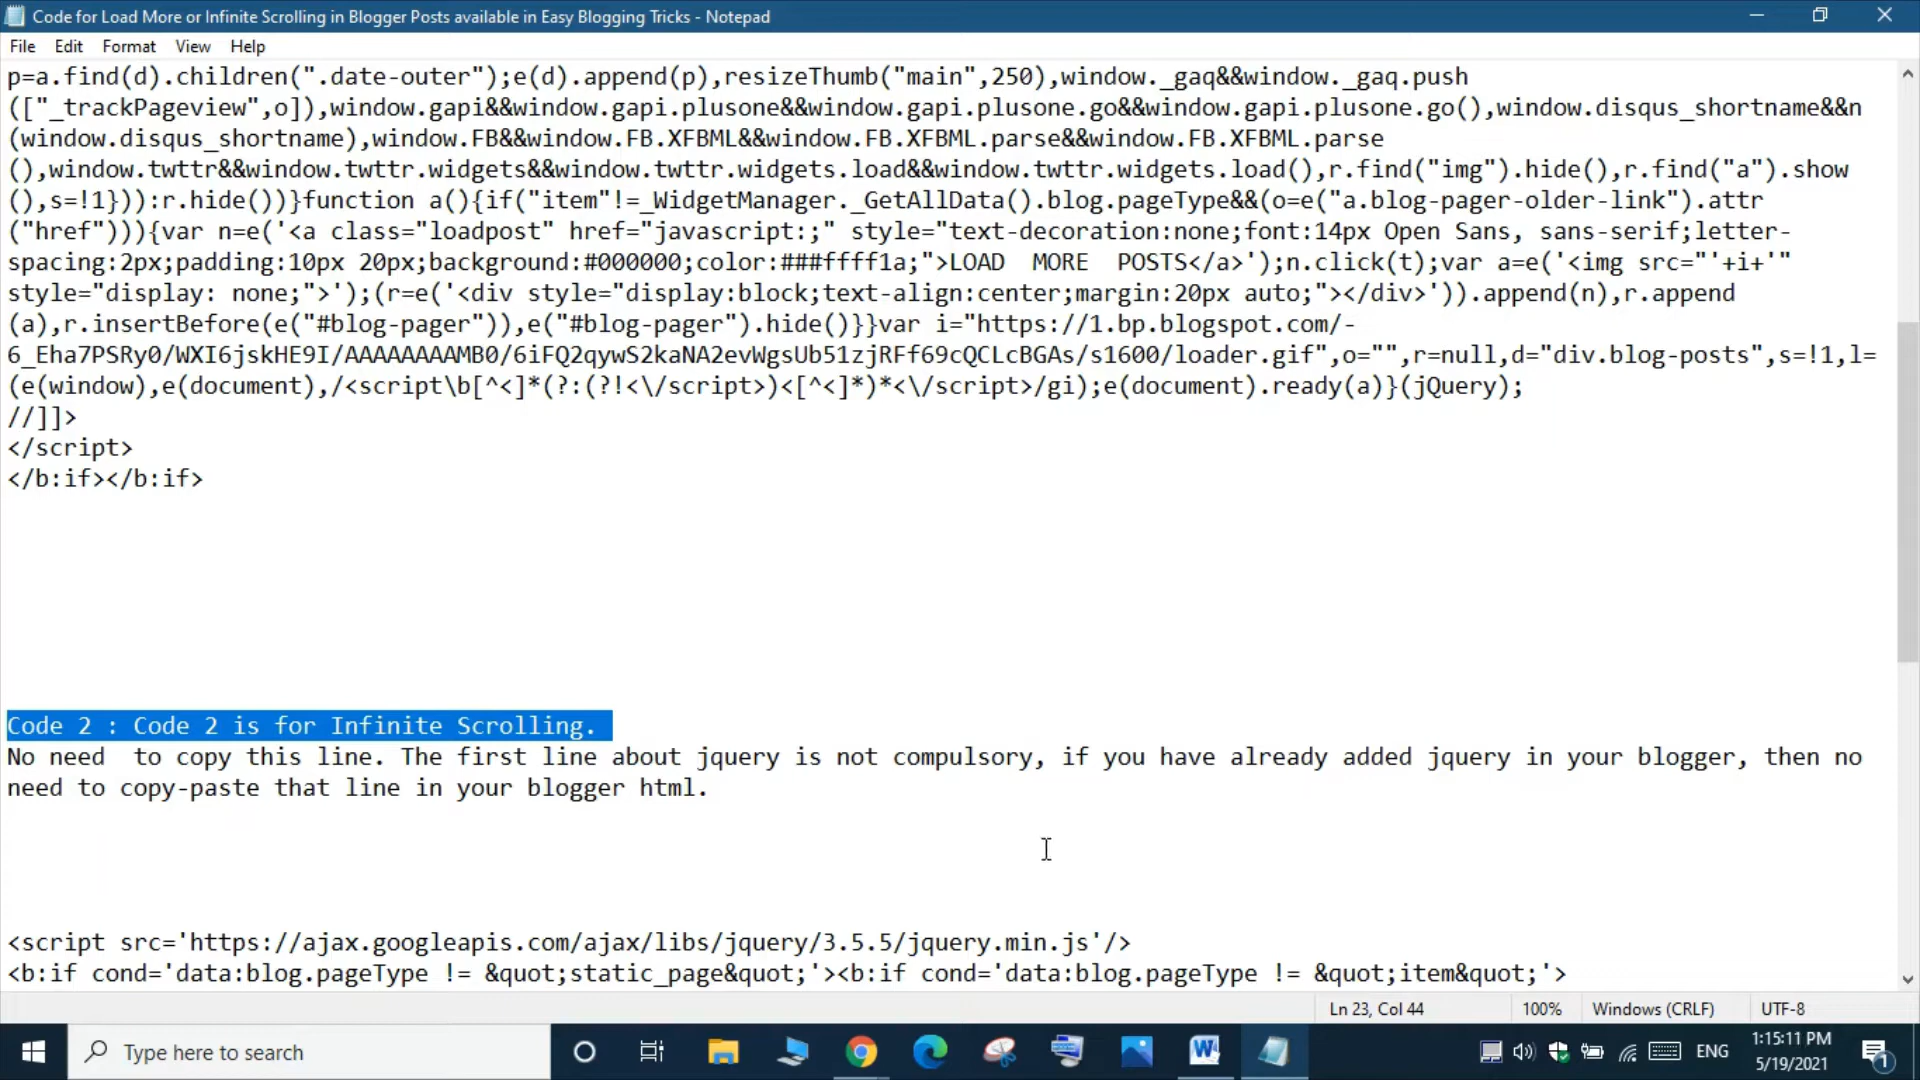 Code for Load More or Infinite Scrolling in Blogger Posts available in Easy Blogging Tricks - Notepad
File Edit Format View Help
p=a.find(d).children(".date-outer");e(d).append(p),resizeThumb("main",250),window._gaq&&window._gaq.push
(["_trackPageview",o]),window.gapi&&window.gapi.plusone&&window.gapi.plusone.go&&window.gapi.plusone.go(),window.disqus_shortname&&n
(window.disqus_shortname),window.FB&&window.FB.XFBML&&window.FB.XFBML.parse&&window.FB.XFBML.parse
(),window.twttr&&window.twttr.widgets&&window.twttr.widgets.load&&window.twttr.widgets.load(),r.find("img").hide(),r.find("a").show
(),s=!1})):r.hide())}function a(){if("item"!=_WidgetManager._GetAllData().blog.pageType&&(o=e("a.blog-pager-older-link").attr
("href"))){var n=e('<a class="loadpost" href="javascript:;" style="text-decoration:none;font:14px Open Sans, sans-serif;letter-
spacing:2px;padding:10px 20px;background:#000000;color:###ffff1a;">LOAD  MORE  POSTS</a>');n.click(t);var a=e('<img src="'+i+'"
style="display: none;">');(r=e('<div style="display:block;text-align:center;margin:20px auto;"></div>')).append(n),r.append
(a),r.insertBefore(e("#blog-pager")),e("#blog-pager").hide()}}var i="https://1.bp.blogspot.com/-
6_Eha7PSRy0/WXI6jskHE9I/AAAAAAAAMB0/6iFQ2qywS2kaNA2evWgsUb51zjRFf69cQCLcBGAs/s1600/loader.gif",o="",r=null,d="div.blog-posts",s=!1,l=
(e(window),e(document),/<script\b[^<]*(?:(?!<\/script>)<[^<]*)*<\/script>/gi);e(document).ready(a)}(jQuery);
//]]>
</script>
</b:if></b:if>
Code 2 : Code 2 is for Infinite Scrolling.
No need  to copy this line. The first line about jquery is not compulsory, if you have already added jquery in your blogger, then no
need to copy-paste that line in your blogger html.
<script src='https://ajax.googleapis.com/ajax/libs/jquery/3.5.5/jquery.min.js'/>
<b:if cond='data:blog.pageType != &quot;static_page&quot;'><b:if cond='data:blog.pageType != &quot;item&quot;'>
Ln 23, Col 44 100% Windows (CRLF) UTF-8
Type here to search
ENG
1:15:11 PM
5/19/2021
1